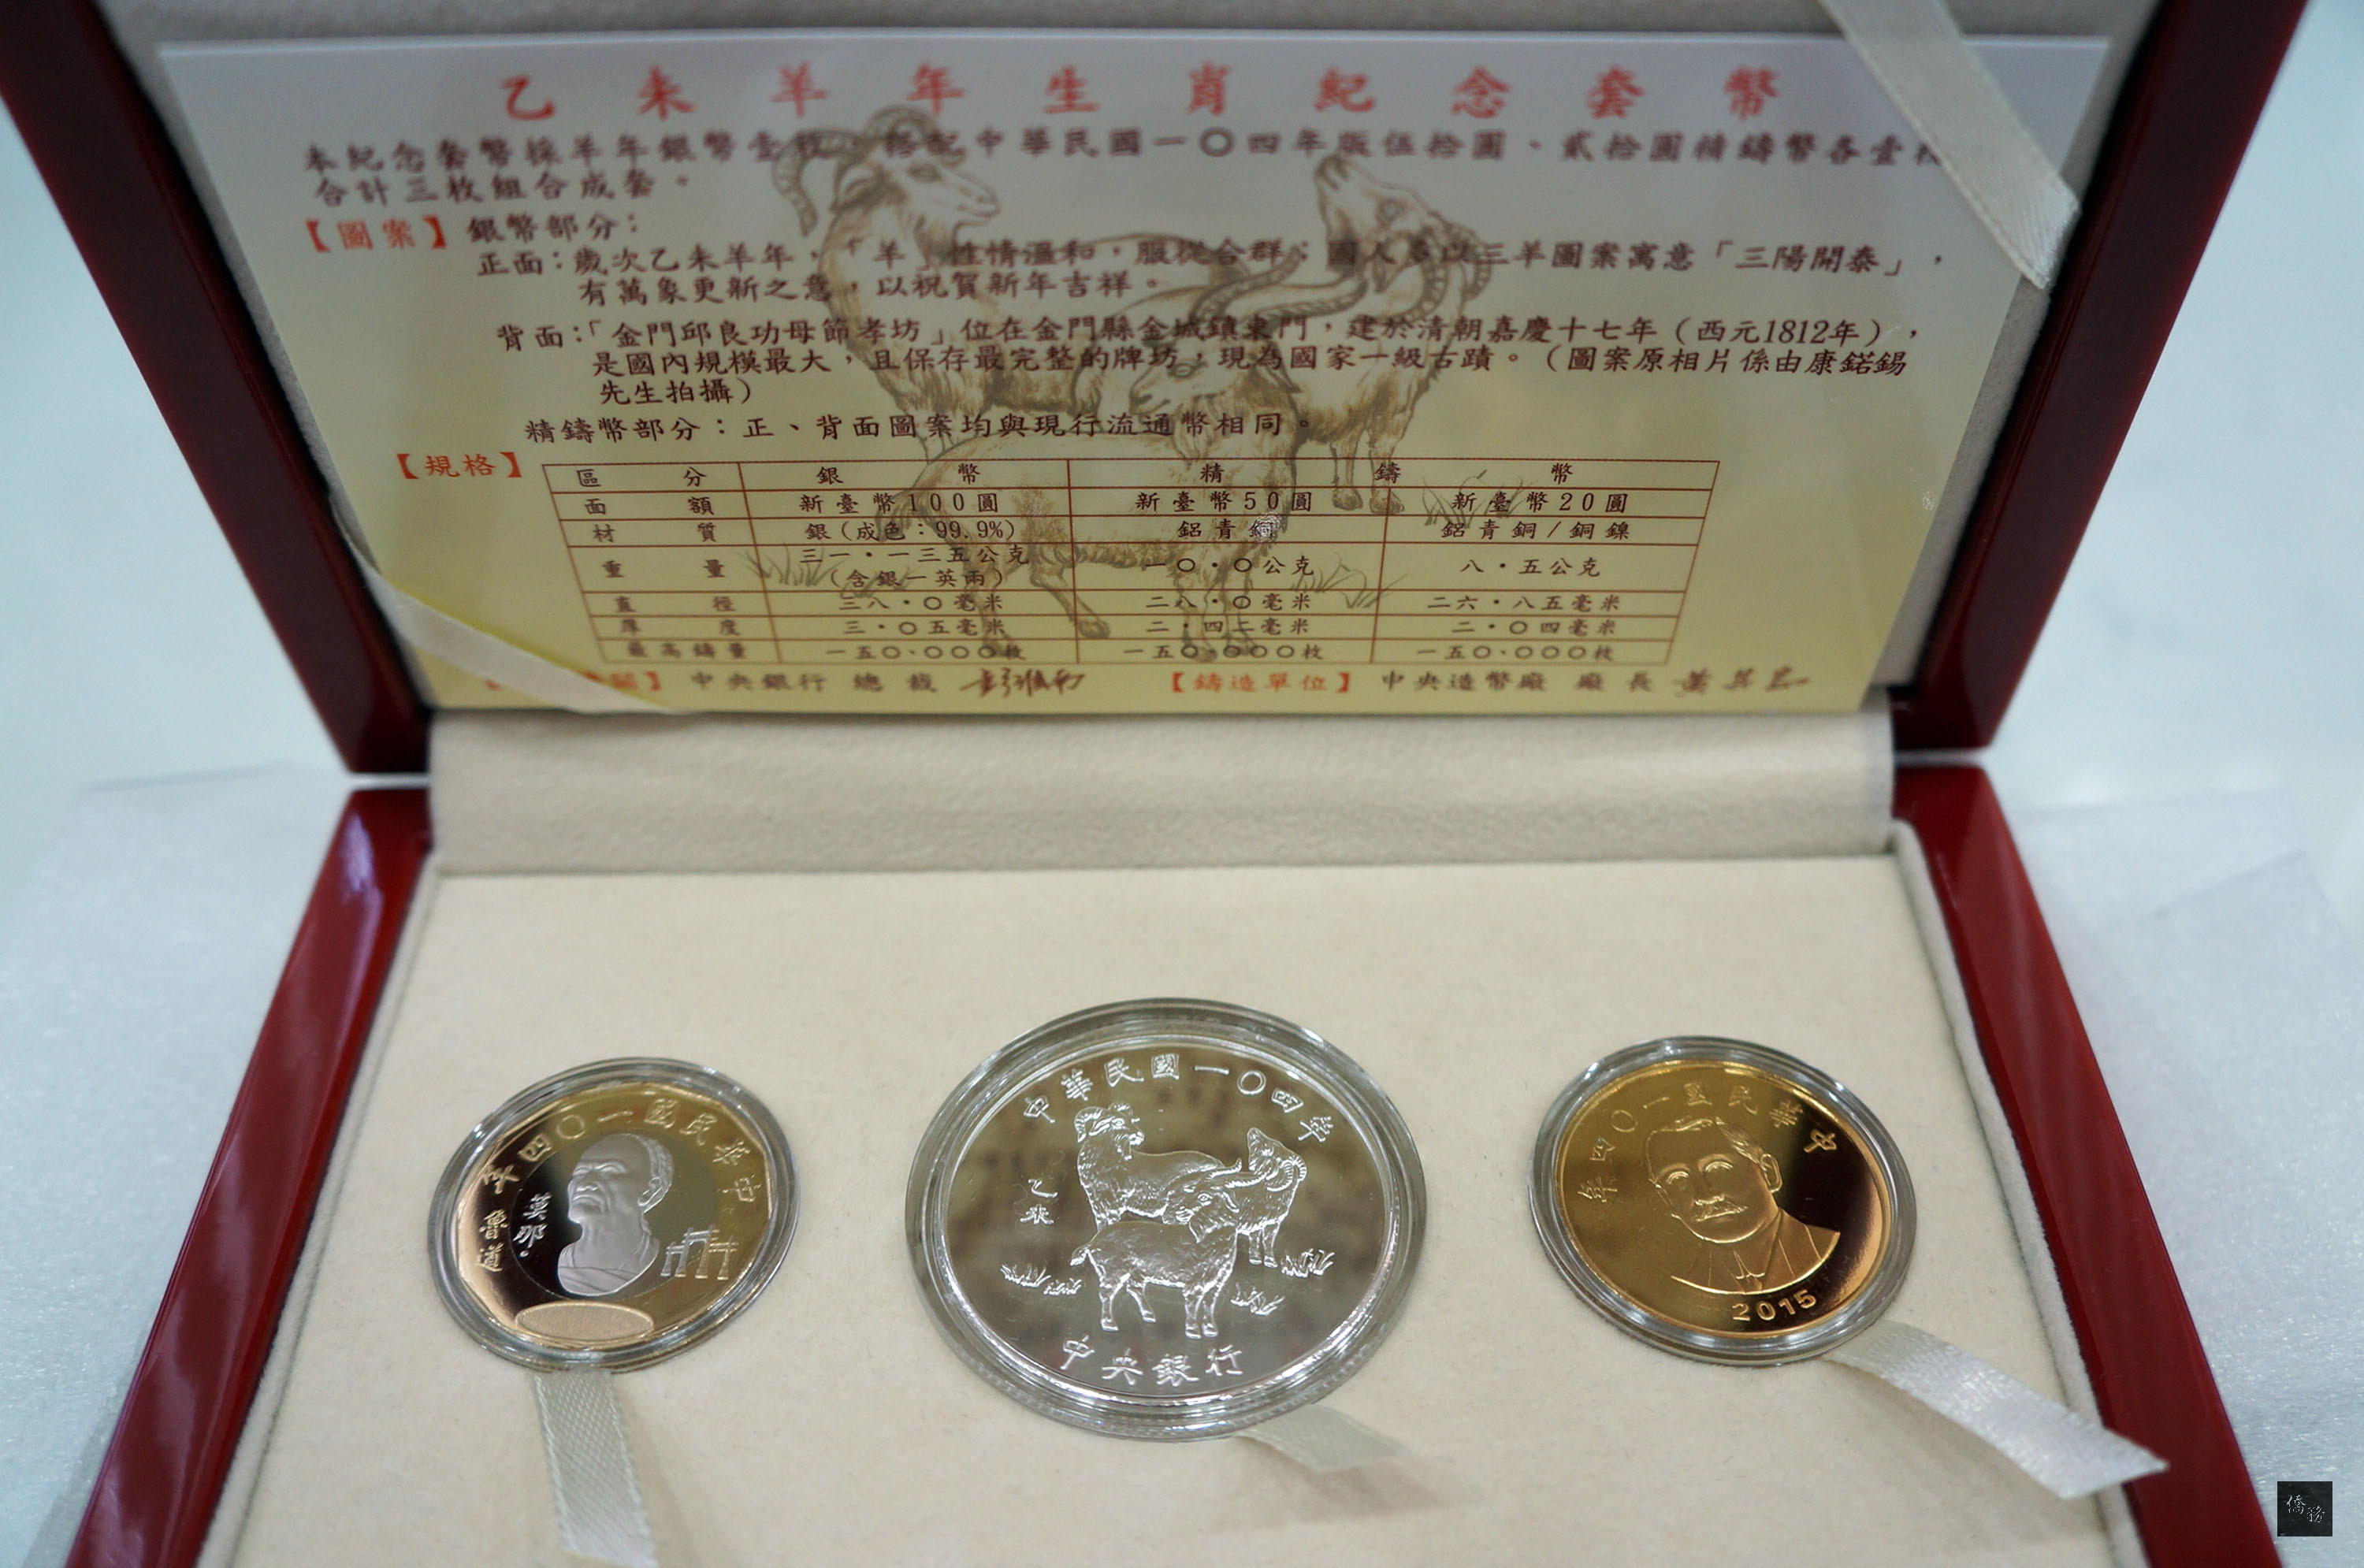 乙未羊年生肖紀念套幣
本紀念套幣採羊年銀幣壹枚，搭配中華民國一〇四年版伍拾圓、貳拾圓精鑄幣各壹枚
合計三枚組合成套。
【圖案】銀幣部分：
正面：歲次乙未羊年，「羊」性情溫和，服從合群；國人慣以三羊圖案寓意「三陽開泰」，
有萬象更新之意，以祝賀新年吉祥。
背面：「金門邱良功母節孝坊」位在金門縣金城鎮東門，建於清朝嘉慶十七年（西元1812年），
是國內規模最大，且保存最完整的牌坊，現為國家一級古蹟。（圖案原相片係由康鍩錫
先生拍攝）
精鑄幣部分：正、背面圖案均與現行流通幣相同。
【規格】
區分 銀幣 精鑄幣
面額 新臺幣100圓 新臺幣50圓 新臺幣20圓
材質 銀(成色：99.9%) 鋁青銅 鋁青銅/銅鎳
重量 三一・一三五公克（含銀一英兩） 一〇・〇公克 八・五公克
直徑 三八・〇毫米 二八・〇毫米 二六・八五毫米
厚度 三・〇五毫米 二・四二毫米 二・〇四毫米
最高鑄量 一五〇、〇〇〇枚 一五〇、〇〇〇枚 一五〇、〇〇〇枚
中央銀行 總裁 【鑄造單位】中央造幣廠 廠長
年四〇一國民華中
莫那・
魯道
中華民國一〇四年
乙未
中央銀行
年四〇一國民華中
2015
僑務